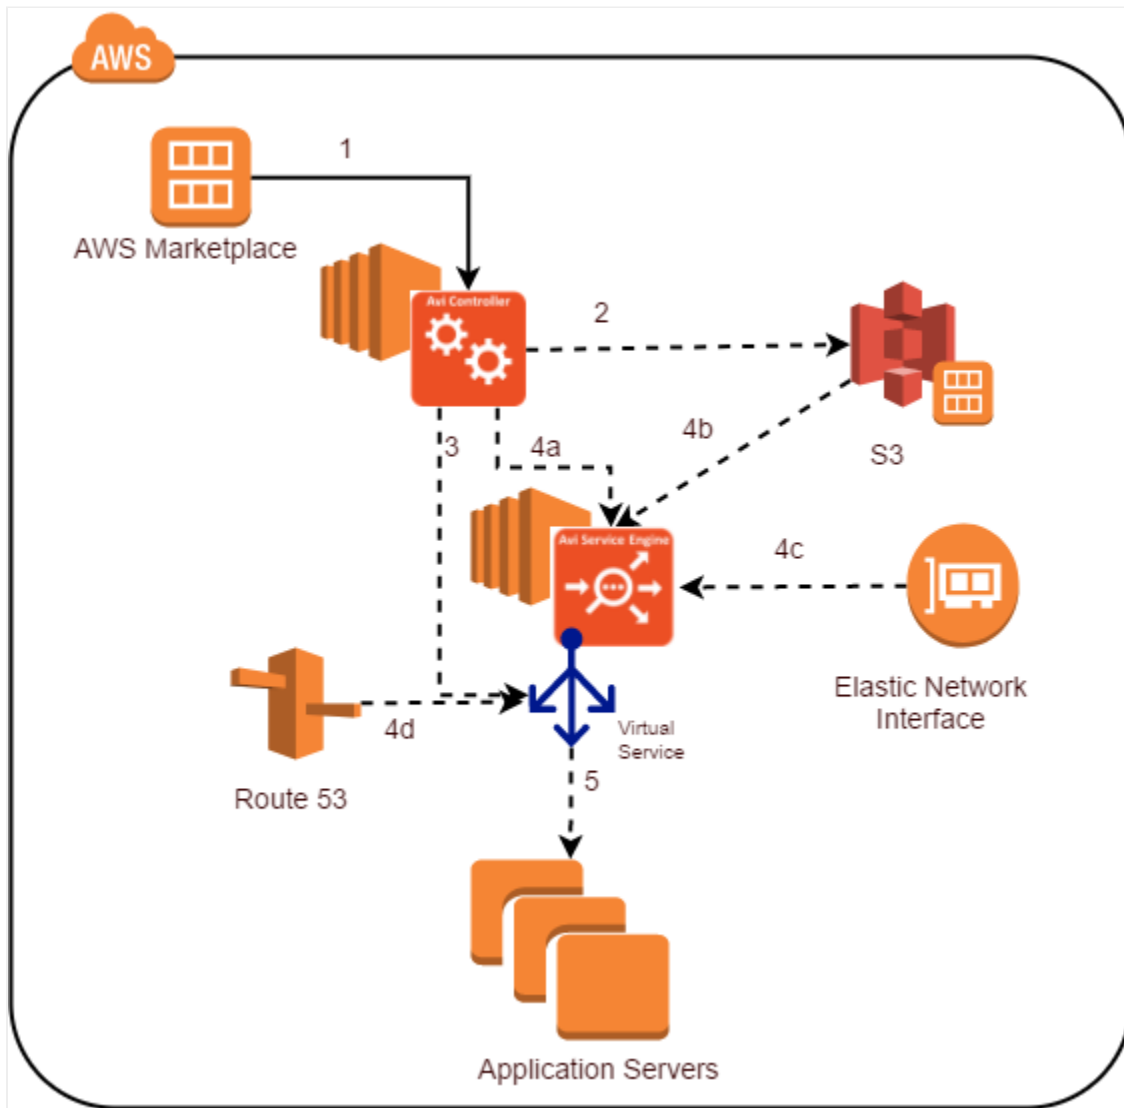 AWS
1
AWS Marketplace
Avi Controller
2
3
4a
4b
S3
Avi Service Engine
4c
Elastic Network
Interface
4d
Virtual
Service
Route 53
5
Application Servers